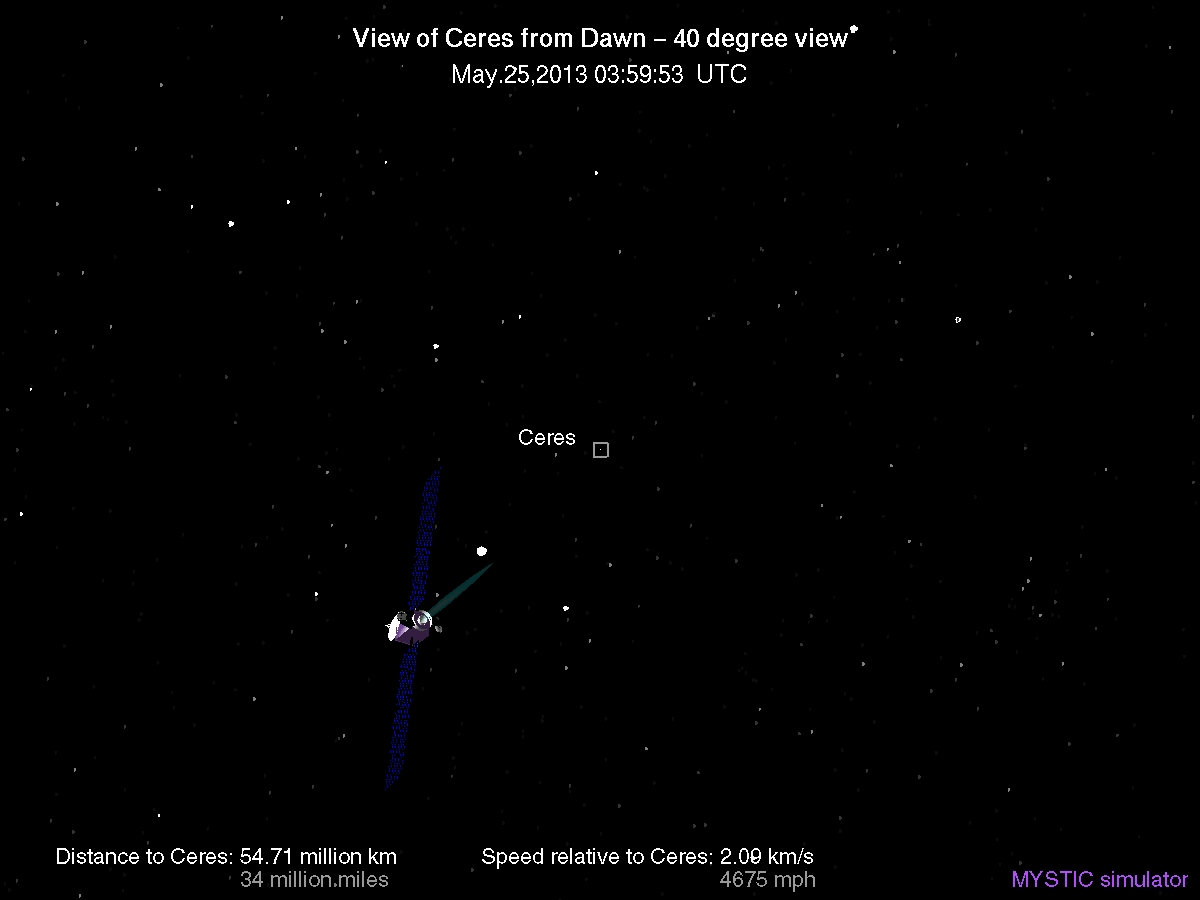 View of Ceres from Dawn – 40 degree view
May.25,2013 03:59:53 UTC
Ceres
Distance to Ceres: 54.71 million km
34 million.miles
Speed relative to Ceres: 2.09 km/s
4675 mph
MYSTIC simulator